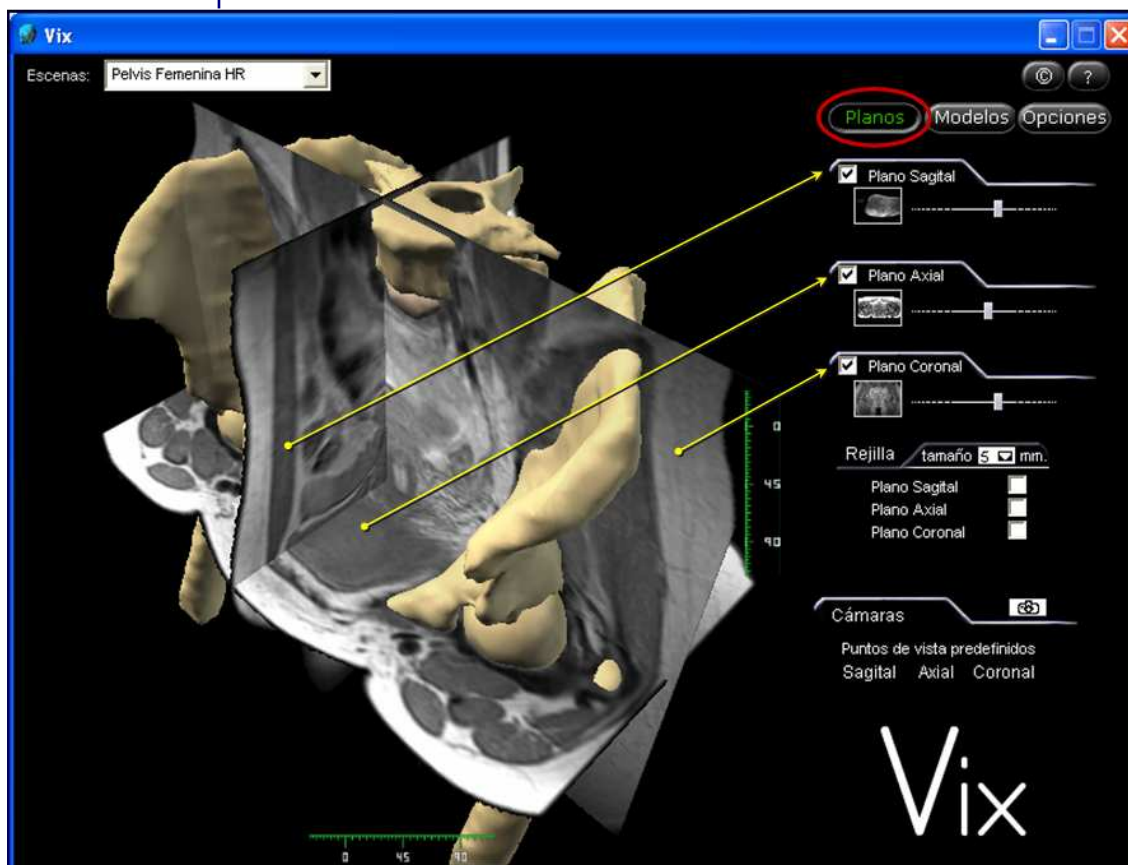 Vix
Escenas: Pelvis Femenina HR
© ?
Planos Modelos Opciones
Plano Sagital
Plano Axial
Plano Coronal
Rejilla tamaño 5 mm.
Plano Sagital
Plano Axial
Plano Coronal
0
45
90
Cámaras
Puntos de vista predefinidos
Sagital Axial Coronal
Vix
0 45 90